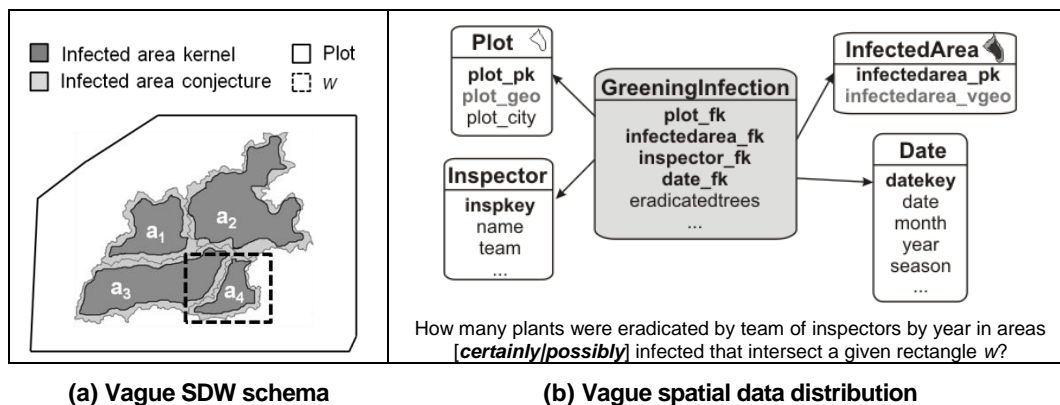 Infected area kernel
Plot
Infected area conjecture
w
a1
a2
a3
a4
Plot
plot_pk
plot_geo
plot_city
Inspector
inspkey
name
team
...
GreeningInfection
plot_fk
infectedarea_fk
inspector_fk
date_fk
eradicatedtrees
...
InfectedArea
infectedarea_pk
infectedarea_vgeo
Date
datekey
date
month
year
season
...
How many plants were eradicated by team of inspectors by year in areas
[certainly|possibly] infected that intersect a given rectangle w?
(a) Vague SDW schema
(b) Vague spatial data distribution